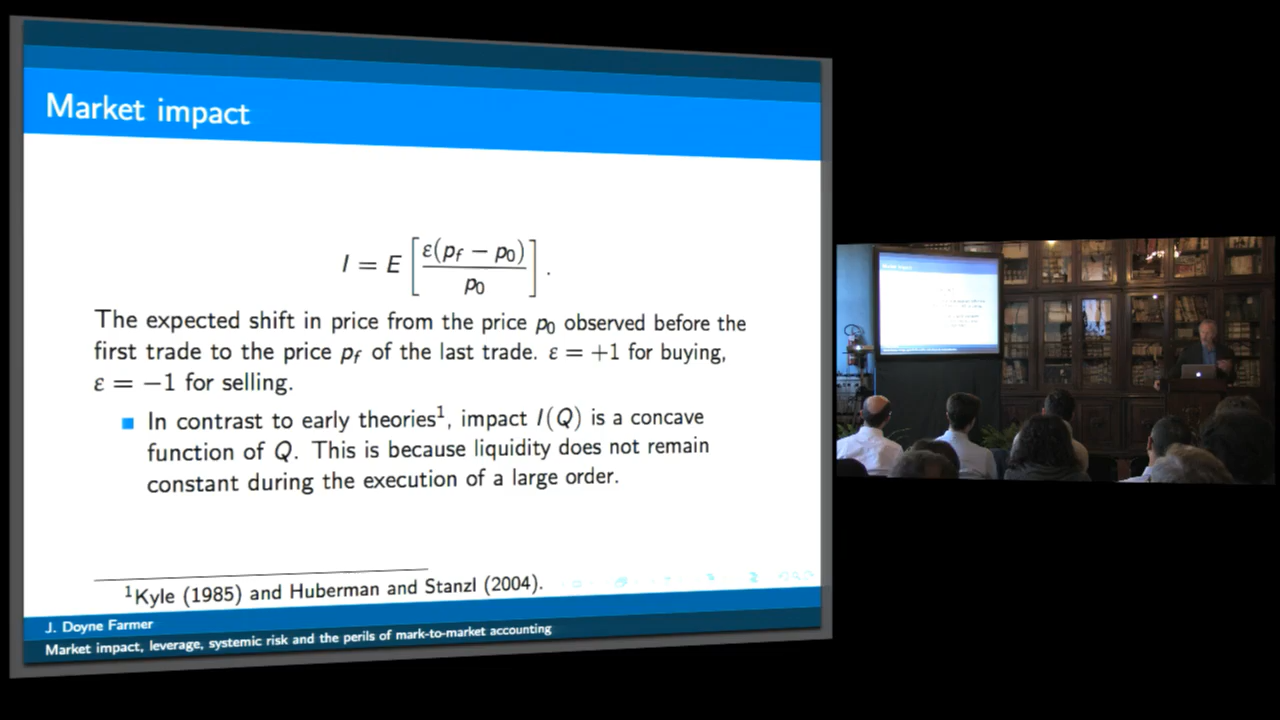 Market impact
I = E [ε(p_f − p_0) / p_0].
The expected shift in price from the price p_0 observed before the
first trade to the price p_f of the last trade. ε = +1 for buying,
ε = −1 for selling.
In contrast to early theories¹, impact I(Q) is a concave
function of Q. This is because liquidity does not remain
constant during the execution of a large order.
¹Kyle (1985) and Huberman and Stanzl (2004).
J. Doyne Farmer
Market impact, leverage, systemic risk and the perils of mark-to-market accounting
Market impact